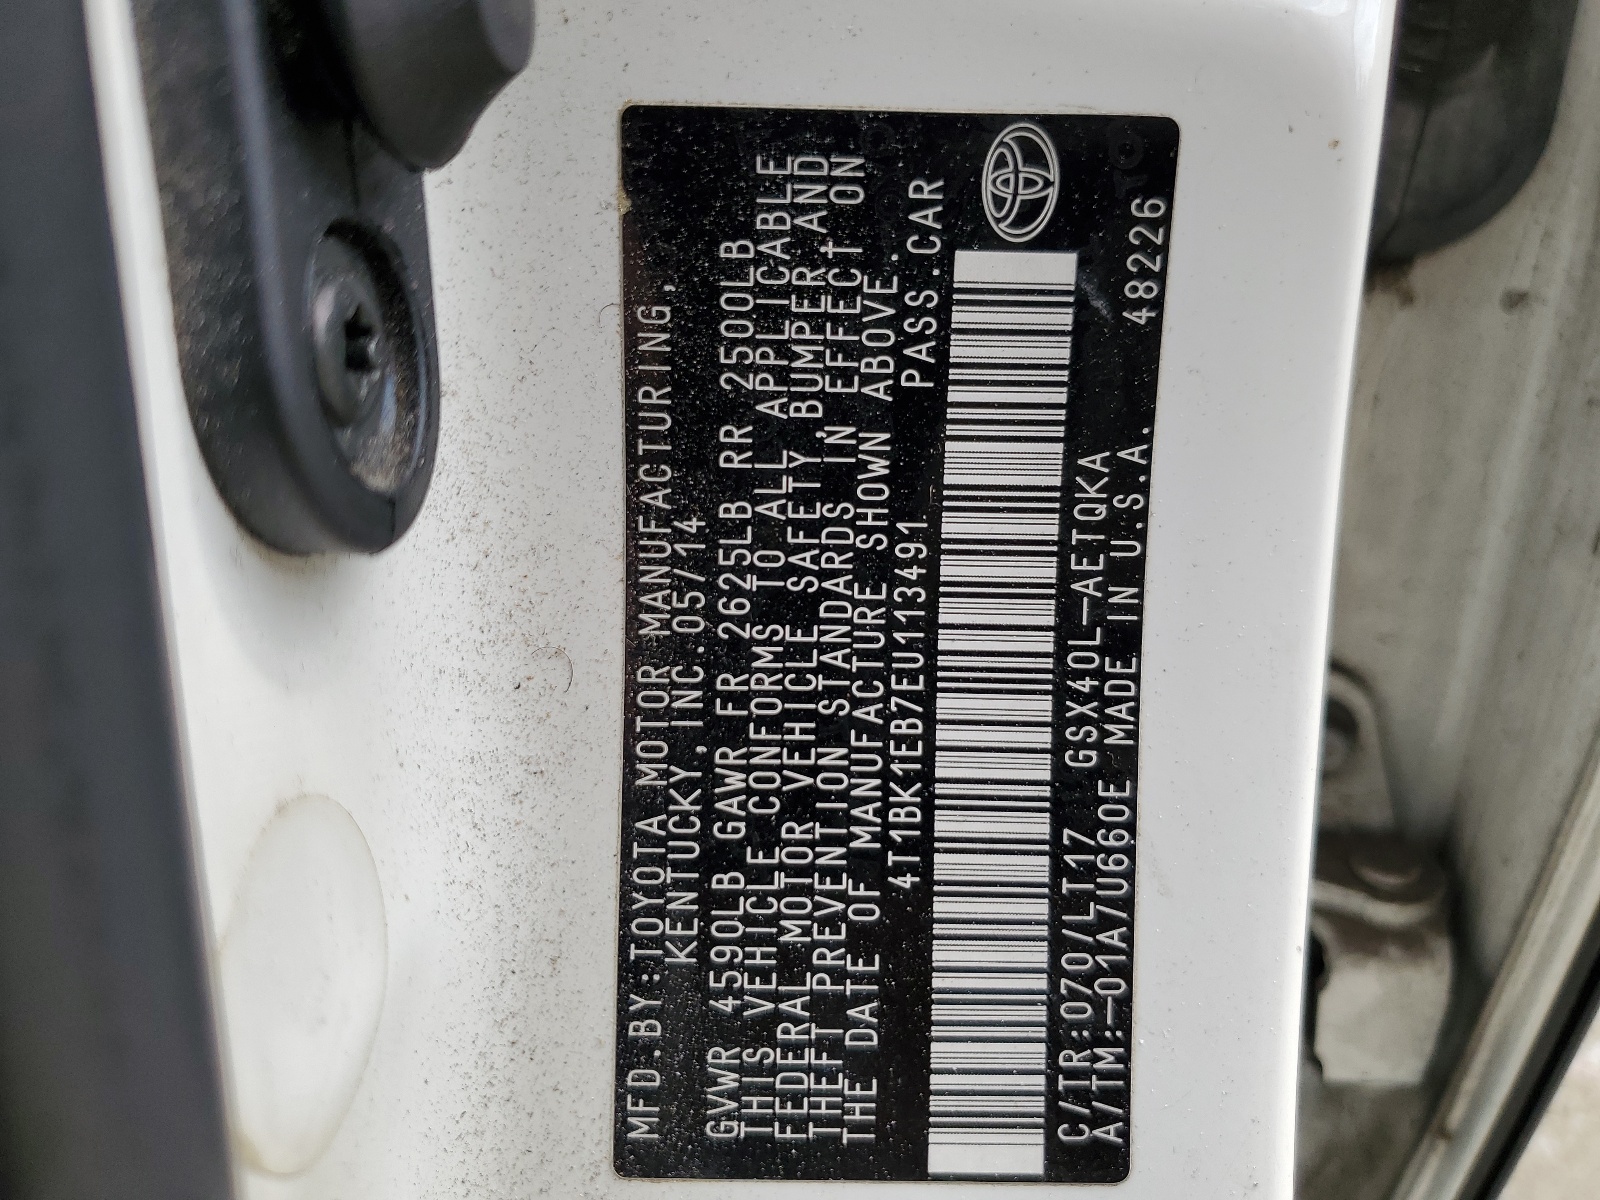 MFD.BY:TOYOTA MOTOR MANUFACTURING,
KENTUCKY, INC.05/14
GVWR 4590LB GAWR FR 2625LB RR 2500LB
THIS VEHICLE CONFORMS TO ALL APPLICABLE
FEDERAL MOTOR VEHICLE SAFETY, BUMPER AND
THEFT PREVENTION STANDARDS IN EFFECT ON
THE DATE OF MANUFACTURE SHOWN ABOVE.
4T1BK1EB7EU113491 PASS.CAR
C/TR:070/LT17 GSX40L-AETQKA
A/TM:-01A/U660E MADE IN U.S.A. 48226